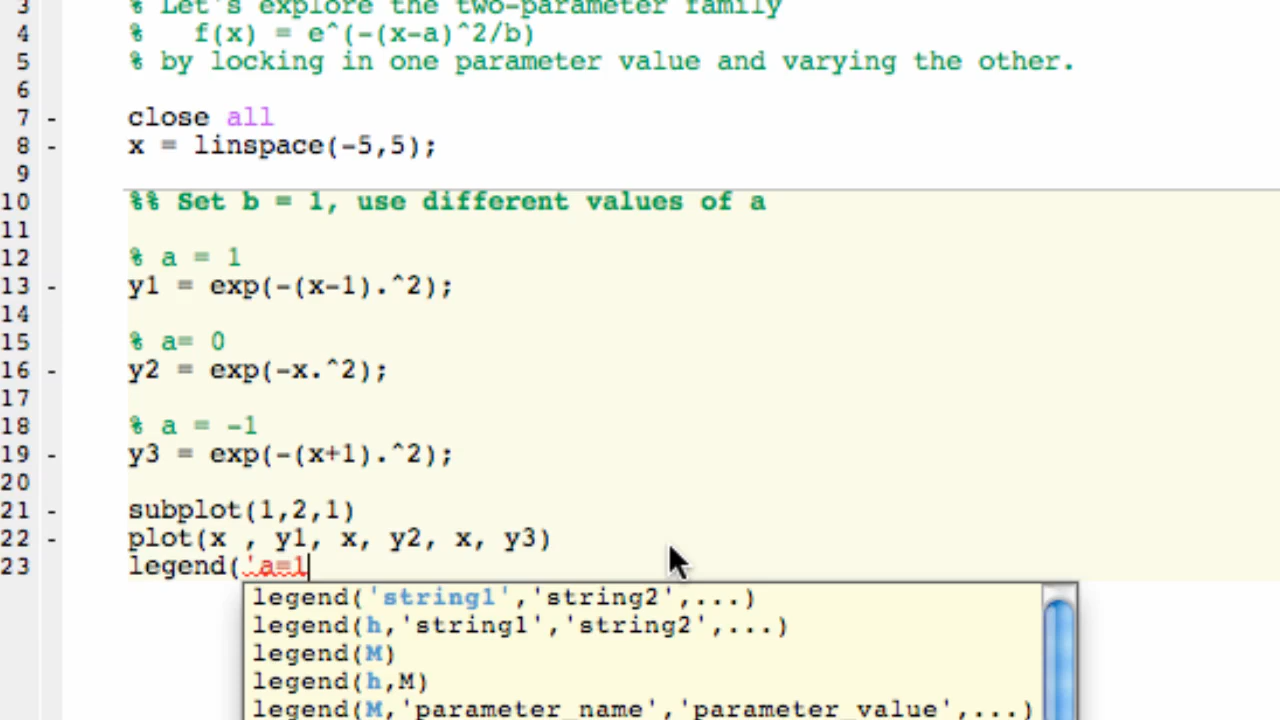 3 % Let's explore the two-parameter family
4 %   f(x) = e^(-(x-a)^2/b)
5 % by locking in one parameter value and varying the other.
6
7 - close all
8 - x = linspace(-5,5);
9
10 %% Set b = 1, use different values of a
11
12 % a = 1
13 - y1 = exp(-(x-1).^2);
14
15 % a= 0
16 - y2 = exp(-x.^2);
17
18 % a = -1
19 - y3 = exp(-(x+1).^2);
20
21 - subplot(1,2,1)
22 - plot(x , y1, x, y2, x, y3)
23 legend('a=1
legend('string1','string2',...)
legend(h,'string1','string2',...)
legend(M)
legend(h,M)
legend(M,'parameter_name','parameter_value',...)